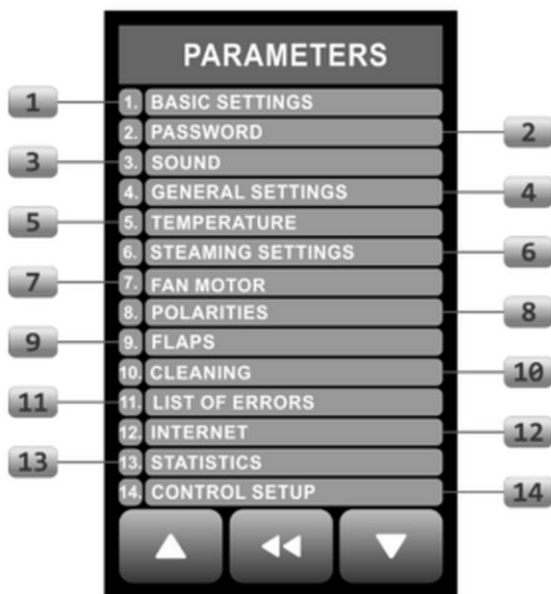 PARAMETERS
1 1. BASIC SETTINGS
2. PASSWORD 2
3 3. SOUND
4. GENERAL SETTINGS 4
5 5. TEMPERATURE
6. STEAMING SETTINGS 6
7 7. FAN MOTOR
8. POLARITIES 8
9 9. FLAPS
10. CLEANING 10
11 11. LIST OF ERRORS
12. INTERNET 12
13 13. STATISTICS
14. CONTROL SETUP 14